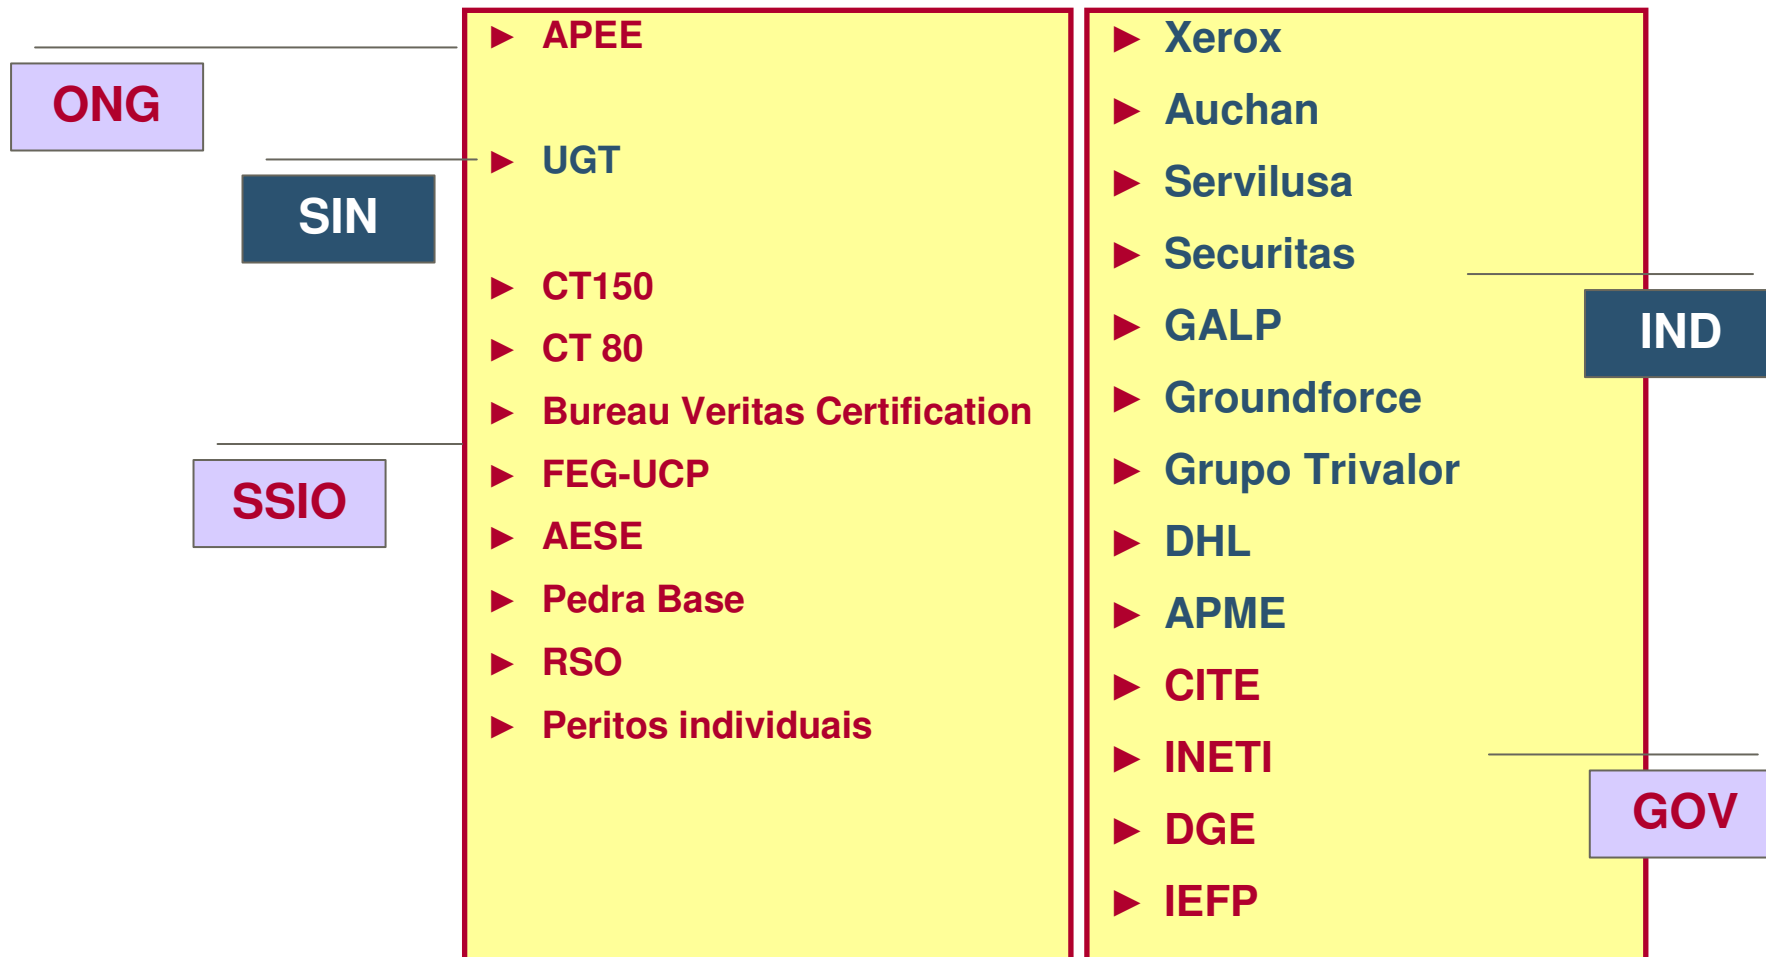 ONG
SIN
SSIO
► APEE
► UGT
► CT150
► CT 80
► Bureau Veritas Certification
► FEG-UCP
► AESE
► Pedra Base
► RSO
► Peritos individuais
► Xerox
► Auchan
► Servilusa
► Securitas
► GALP
► Groundforce
► Grupo Trivalor
► DHL
► APME
► CITE
► INETI
► DGE
► IEFP
IND
GOV